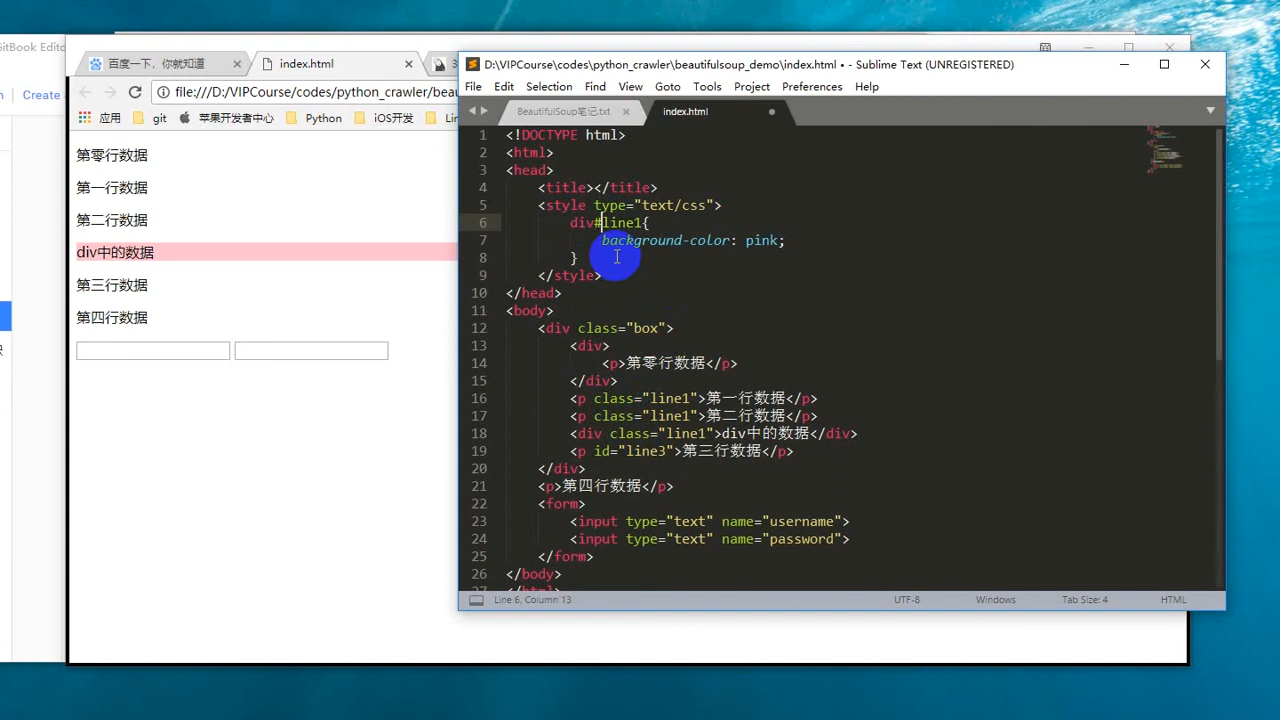 GitBook Edito
Create a
百度一下，你就知道
index.html
3
file:///D:/VIPCourse/codes/python_crawler/beau
应用
git
苹果开发者中心
Python
iOS开发
Lin
第零行数据
第一行数据
第二行数据
div中的数据
第三行数据
第四行数据
D:\VIPCourse\codes\python_crawler\beautifulsoup_demo\index.html • - Sublime Text (UNREGISTERED)
File Edit Selection Find View Goto Tools Project Preferences Help
BeautifulSoup笔记.txt
index.html
1 <!DOCTYPE html>
2 <html>
3 <head>
4 <title></title>
5 <style type="text/css">
6 div#line1{
7 background-color: pink;
8 }
9 </style>
10 </head>
11 <body>
12 <div class="box">
13 <div>
14 <p>第零行数据</p>
15 </div>
16 <p class="line1">第一行数据</p>
17 <p class="line1">第二行数据</p>
18 <div class="line1">div中的数据</div>
19 <p id="line3">第三行数据</p>
20 </div>
21 <p>第四行数据</p>
22 <form>
23 <input type="text" name="username">
24 <input type="text" name="password">
25 </form>
26 </body>
27 </html>
Line 6, Column 13
UTF-8
Windows
Tab Size: 4
HTML